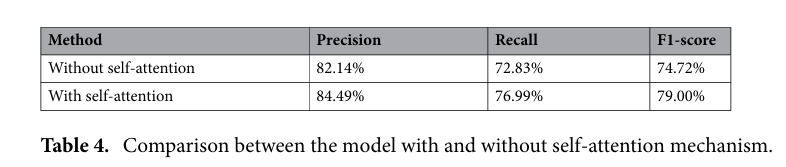 Method Precision Recall F1-score
Without self-attention 82.14% 72.83% 74.72%
With self-attention 84.49% 76.99% 79.00%
Table 4. Comparison between the model with and without self-attention mechanism.